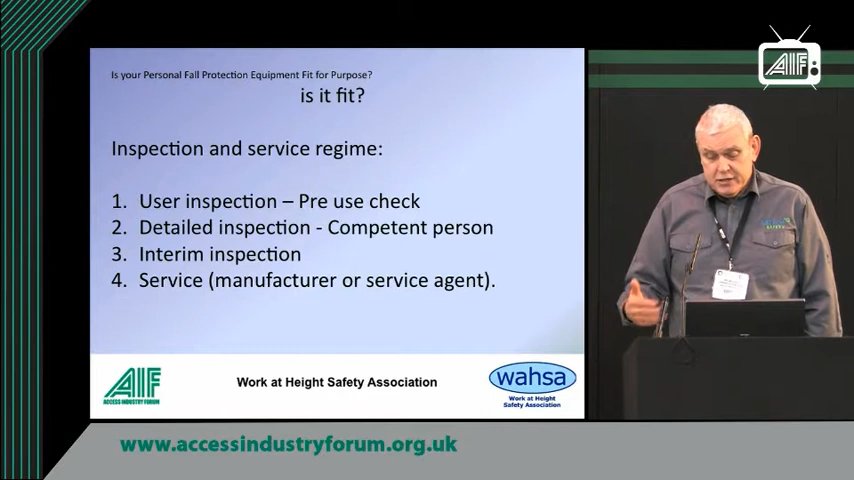 AIF
Is your Personal Fall Protection Equipment Fit for Purpose?
is it fit?
Inspection and service regime:
1. User inspection – Pre use check
2. Detailed inspection - Competent person
3. Interim inspection
4. Service (manufacturer or service agent).
AIF
ACCESS INDUSTRY FORUM
Work at Height Safety Association
wahsa
Work at Height
Safety Association
SAFETY
www.accessindustryforum.org.uk